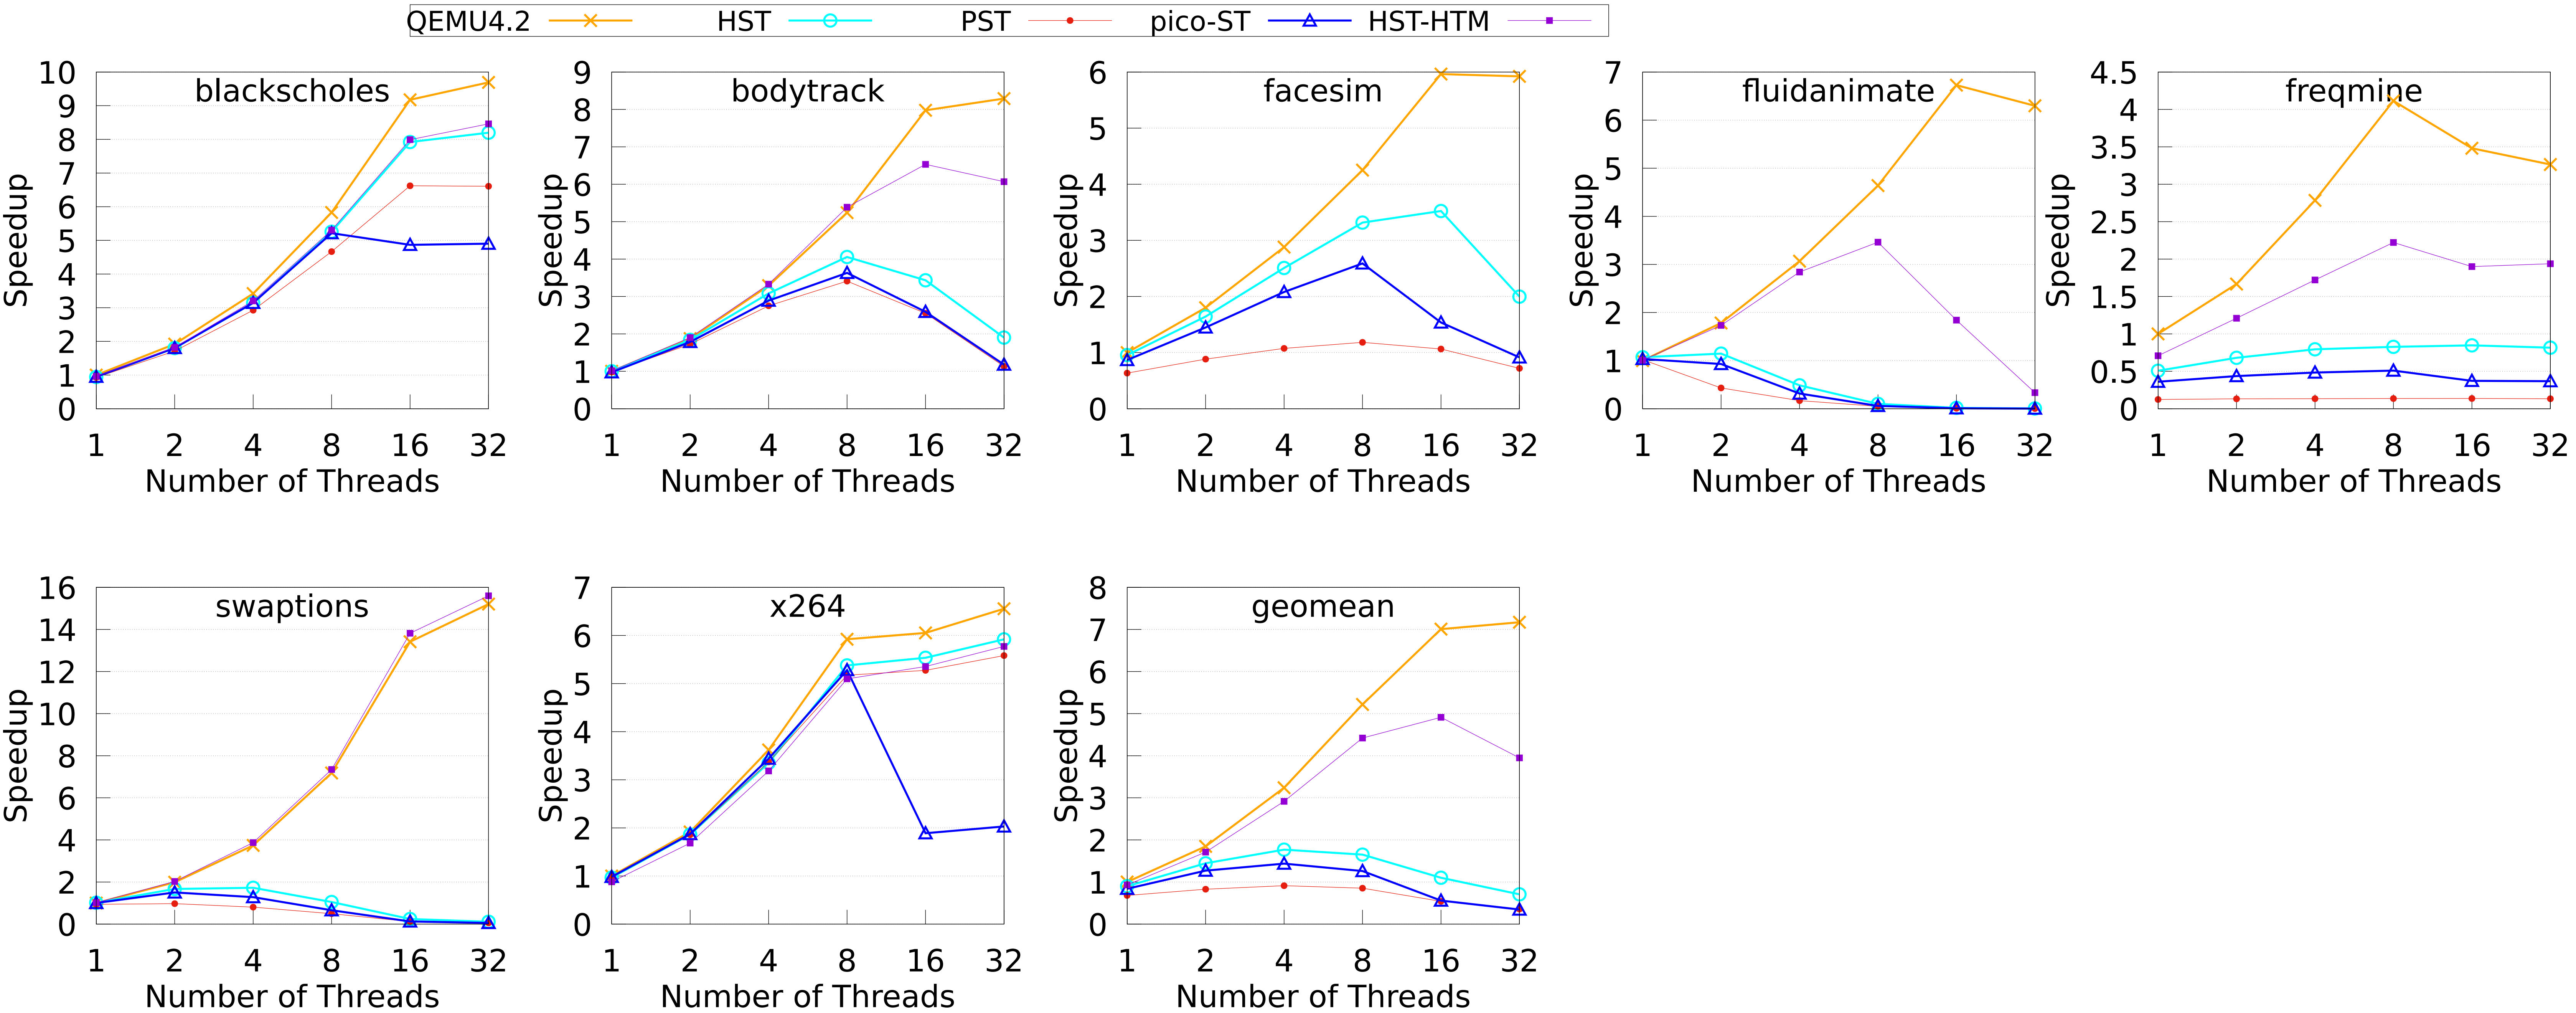 QEMU4.2 HST PST pico-ST HST-HTM
blackscholes
Speedup
10
9
8
7
6
5
4
3
2
1
0
1 2 4 8 16 32
Number of Threads
bodytrack
Speedup
9
8
7
6
5
4
3
2
1
0
1 2 4 8 16 32
Number of Threads
facesim
Speedup
6
5
4
3
2
1
0
1 2 4 8 16 32
Number of Threads
fluidanimate
Speedup
7
6
5
4
3
2
1
0
1 2 4 8 16 32
Number of Threads
freqmine
Speedup
4.5
4
3.5
3
2.5
2
1.5
1
0.5
0
1 2 4 8 16 32
Number of Threads
swaptions
Speedup
16
14
12
10
8
6
4
2
0
1 2 4 8 16 32
Number of Threads
x264
Speedup
7
6
5
4
3
2
1
0
1 2 4 8 16 32
Number of Threads
geomean
Speedup
8
7
6
5
4
3
2
1
0
1 2 4 8 16 32
Number of Threads